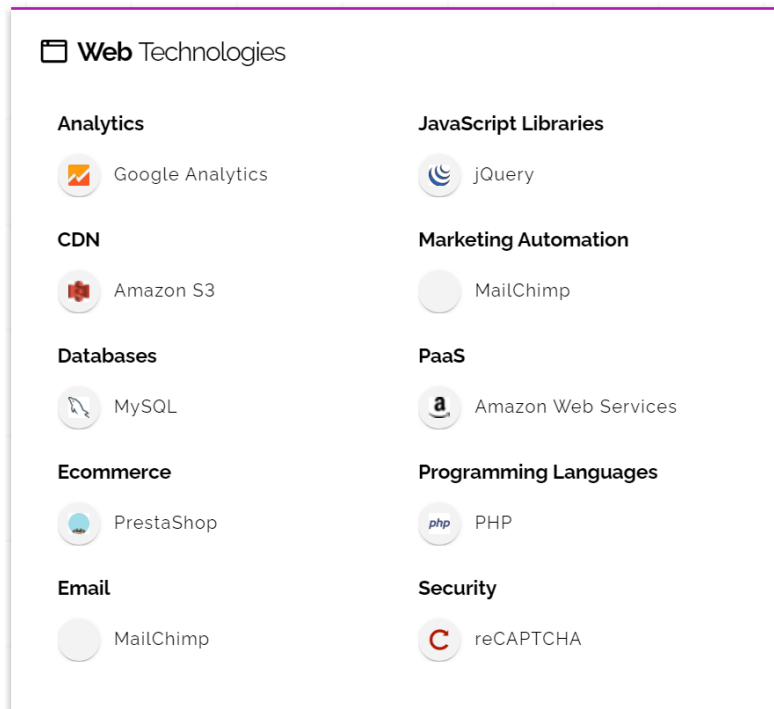 Web Technologies
Analytics
Google Analytics
CDN
Amazon S3
Databases
MySQL
Ecommerce
PrestaShop
Email
MailChimp
JavaScript Libraries
jQuery
Marketing Automation
MailChimp
PaaS
a
Amazon Web Services
Programming Languages
php
PHP
Security
reCAPTCHA